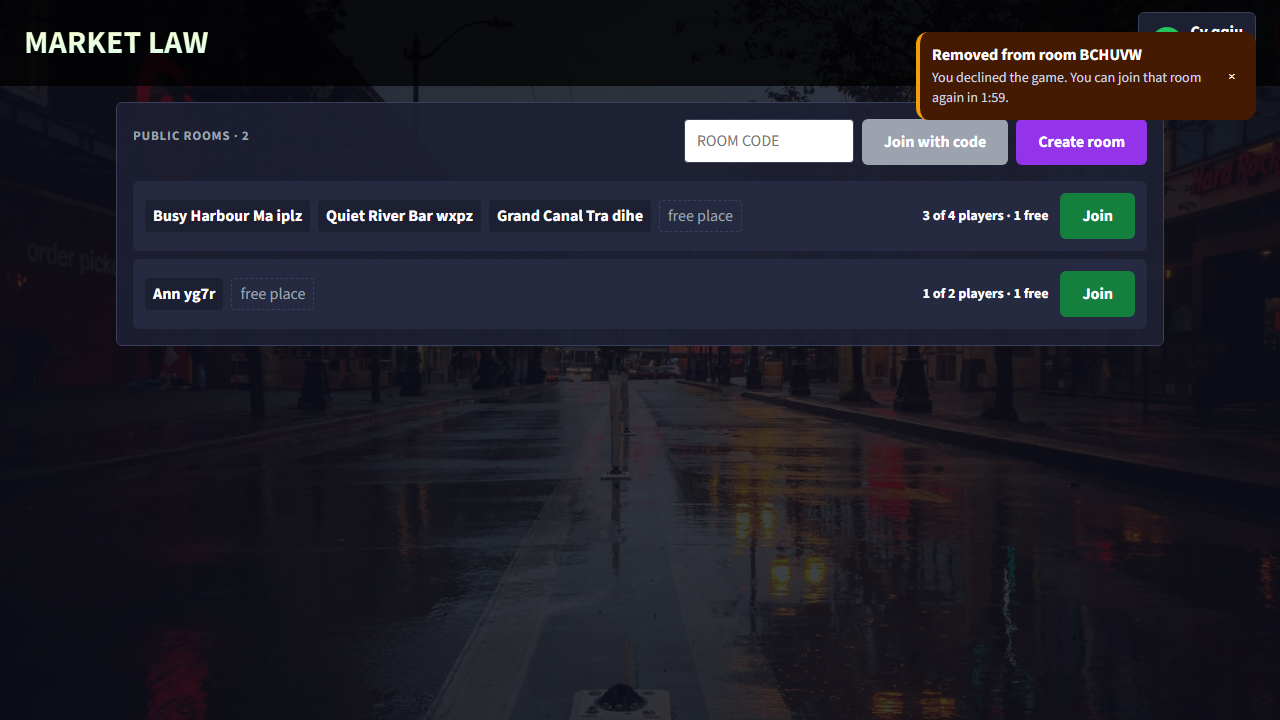 MARKET LAW
Removed from room BCHUVW
You declined the game. You can join that room
again in 1:59.
×
PUBLIC ROOMS · 2
ROOM CODE
Join with code
Create room
Busy Harbour Ma iplz
Quiet River Bar wxpz
Grand Canal Tra dihe
free place
3 of 4 players · 1 free
Join
Ann yg7r
free place
1 of 2 players · 1 free
Join
order
Hard Rock